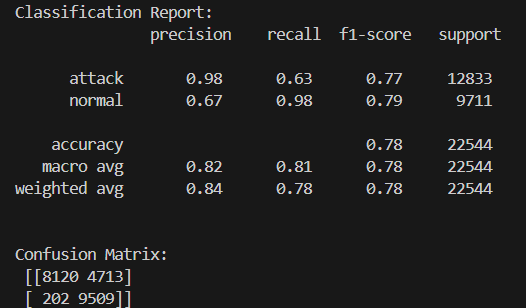 Classification Report:
precision recall f1-score support
attack 0.98 0.63 0.77 12833
normal 0.67 0.98 0.79 9711
accuracy 0.78 22544
macro avg 0.82 0.81 0.78 22544
weighted avg 0.84 0.78 0.78 22544
Confusion Matrix:
[[8120 4713]
[ 202 9509]]